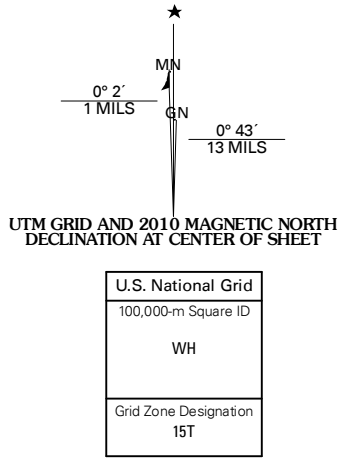 MN
0° 2´
1 MILS
GN
0° 43´
13 MILS
UTM GRID AND 2010 MAGNETIC NORTH
DECLINATION AT CENTER OF SHEET
U.S. National Grid
100,000-m Square ID
WH
Grid Zone Designation
15T